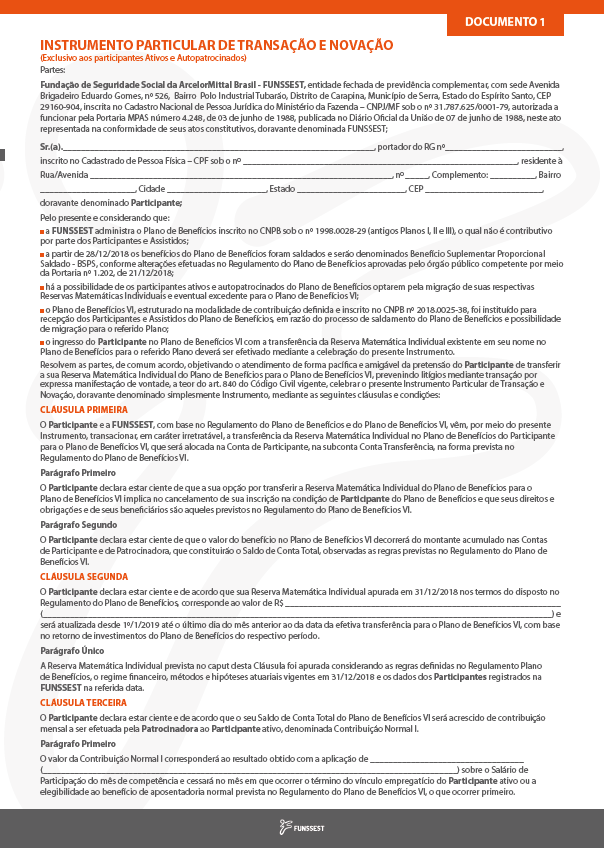 DOCUMENTO 1
INSTRUMENTO PARTICULAR DE TRANSAÇÃO E NOVAÇÃO
(Exclusivo aos participantes Ativos e Autopatrocinados)
Partes:
Fundação de Seguridade Social da ArcelorMittal Brasil - FUNSSEST, entidade fechada de previdência complementar, com sede Avenida
Brigadeiro Eduardo Gomes, nº 526, Bairro Polo Industrial Tubarão, Distrito de Carapina, Município de Serra, Estado do Espírito Santo, CEP
29160-904, inscrita no Cadastro Nacional de Pessoa Jurídica do Ministério da Fazenda – CNPJ/MF sob o nº 31.787.625/0001-79, autorizada a
funcionar pela Portaria MPAS número 4.248, de 03 de junho de 1988, publicada no Diário Oficial da União de 07 de junho de 1988, neste ato
representada na conformidade de seus atos constitutivos, doravante denominada FUNSSEST;
Sr.(a).______________________________, portador do RG nº____________,
inscrito no Cadastrado de Pessoa Física – CPF sob o nº ______________________________, residente à
Rua/Avenida ______________________________, nº _____, Complemento: __________, Bairro
____________________, Cidade ____________________, Estado ____________________, CEP ____________________,
doravante denominado Participante;
Pelo presente e considerando que:
■ a FUNSSEST administra o Plano de Benefícios inscrito no CNPB sob o nº 1998.0028-29 (antigos Planos I, II e III), o qual não é contributivo
por parte dos Participantes e Assistidos;
■ a partir de 28/12/2018 os benefícios do Plano de Benefícios foram saldados e serão denominados Benefício Suplementar Proporcional
Saldado - BSPS, conforme alterações efetuadas no Regulamento do Plano de Benefícios aprovadas pelo órgão público competente por meio
da Portaria nº 1.202, de 21/12/2018;
■ há a possibilidade de os participantes ativos e autopatrocinados do Plano de Benefícios optarem pela migração de suas respectivas
Reservas Matemáticas Individuais e eventual excedente para o Plano de Benefícios VI;
■ o Plano de Benefícios VI, estruturado na modalidade de contribuição definida e inscrito no CNPB nº 2018.0025-38, foi instituído para
recepção dos Participantes e Assistidos do Plano de Benefícios, em razão do processo de saldamento do Plano de Benefícios e possibilidade
de migração para o referido Plano;
■ o ingresso do Participante no Plano de Benefícios VI com a transferência da Reserva Matemática Individual existente em seu nome no
Plano de Benefícios para o referido Plano deverá ser efetivado mediante a celebração do presente Instrumento.
Resolvem as partes, de comum acordo, objetivando o atendimento de forma pacífica e amigável da pretensão do Participante de transferir
a sua Reserva Matemática Individual do Plano de Benefícios para o Plano de Benefícios VI, prevenindo litígios mediante transação por
expressa manifestação de vontade, a teor do art. 840 do Código Civil vigente, celebrar o presente Instrumento Particular de Transação e
Novação, doravante denominado simplesmente Instrumento, mediante as seguintes cláusulas e condições:
CLÁUSULA PRIMEIRA
O Participante e a FUNSSEST, com base no Regulamento do Plano de Benefícios e do Plano de Benefícios VI, vêm, por meio do presente
Instrumento, transacionar, em caráter irretratável, a transferência da Reserva Matemática Individual no Plano de Benefícios do Participante
para o Plano de Benefícios VI, que será alocada na Conta de Participante, na subconta Conta Transferência, na forma prevista no
Regulamento do Plano de Benefícios VI.
Parágrafo Primeiro
O Participante declara estar ciente de que a sua opção por transferir a Reserva Matemática Individual do Plano de Benefícios para o
Plano de Benefícios VI implica no cancelamento de sua inscrição na condição de Participante do Plano de Benefícios e que seus direitos e
obrigações e de seus beneficiários são aqueles previstos no Regulamento do Plano de Benefícios VI.
Parágrafo Segundo
O Participante declara estar ciente de que o valor do benefício no Plano de Benefícios VI decorrerá do montante acumulado nas Contas
de Participante e de Patrocinadora, que constituirão o Saldo de Conta Total, observadas as regras previstas no Regulamento do Plano de
Benefícios VI.
CLÁUSULA SEGUNDA
O Participante declara estar ciente e de acordo que sua Reserva Matemática Individual apurada em 31/12/2018 nos termos do disposto no
Regulamento do Plano de Benefícios, corresponde ao valor de R$ ______________________________
(______________________________) e
será atualizada desde 1º/1/2019 até o último dia do mês anterior ao da data da efetiva transferência para o Plano de Benefícios VI, com base
no retorno de investimentos do Plano de Benefícios do respectivo período.
Parágrafo Único
A Reserva Matemática Individual prevista no caput desta Cláusula foi apurada considerando as regras definidas no Regulamento Plano
de Benefícios, o regime financeiro, métodos e hipóteses atuariais vigentes em 31/12/2018 e os dados dos Participantes registrados na
FUNSSEST na referida data.
CLÁUSULA TERCEIRA
O Participante declara estar ciente e de acordo que o seu Saldo de Conta Total do Plano de Benefícios VI será acrescido de contribuição
mensal a ser efetuada pela Patrocinadora ao Participante ativo, denominada Contribuição Normal I.
Parágrafo Primeiro
O valor da Contribuição Normal I corresponderá ao resultado obtido com a aplicação de ______________________________
(______________________________) sobre o Salário de
Participação do mês de competência e cessará no mês em que ocorrer o término do vínculo empregatício do Participante ativo ou a
elegibilidade ao benefício de aposentadoria normal prevista no Regulamento do Plano de Benefícios VI, o que ocorrer primeiro.
FUNSSEST